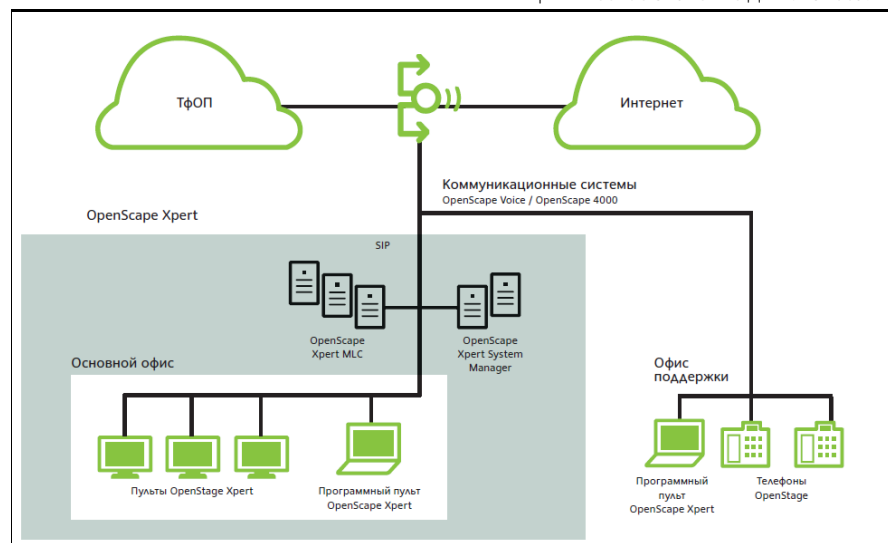 ТфОП
Интернет
Коммуникационные системы
OpenScape Voice / OpenScape 4000
OpenScape Xpert
SIP
OpenScape
Xpert MLC
OpenScape
Xpert System
Manager
Основной офис
Офис
поддержки
Пульты OpenStage Xpert
Программный пульт
OpenScape Xpert
Программный
пульт
OpenScape Xpert
Телефоны
OpenStage